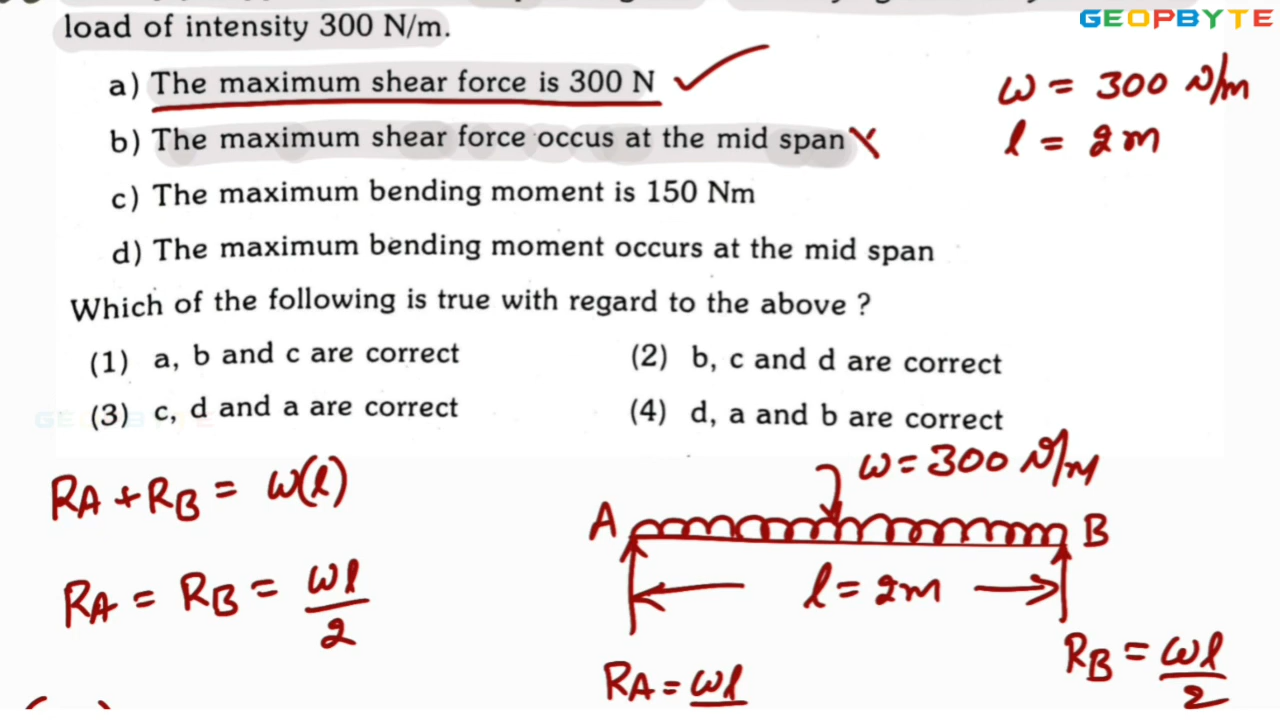 GEOPBYTE
load of intensity 300 N/m.
a) The maximum shear force is 300 N
b) The maximum shear force occus at the mid span
c) The maximum bending moment is 150 Nm
d) The maximum bending moment occurs at the mid span
ω = 300 N/m
l = 2m
Which of the following is true with regard to the above ?
(1) a, b and c are correct
(2) b, c and d are correct
(3) c, d and a are correct
(4) d, a and b are correct
GEOPBYTE
RA + RB = ω(l)
RA = RB = ωl/2
ω = 300 N/m
A
B
l = 2m
RA = ωl
RB = ωl/2